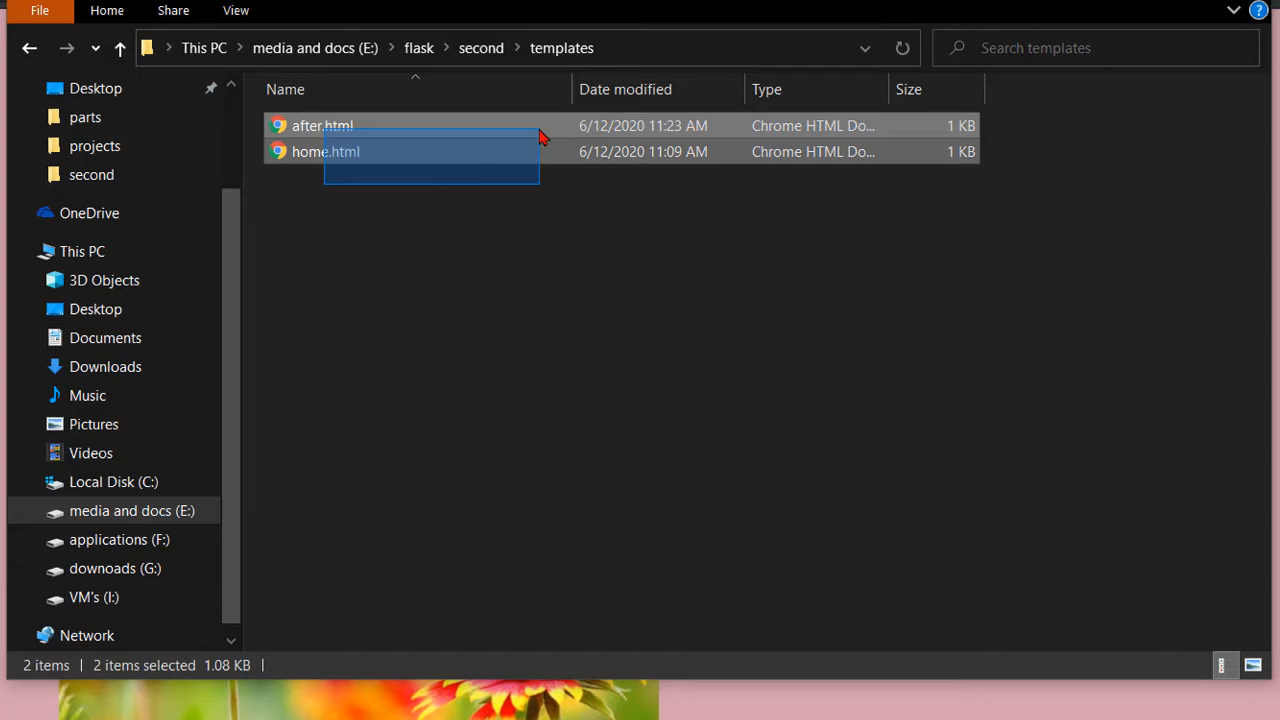 File Home Share View
This PC media and docs (E:) flask second templates
Search templates
Name Date modified Type Size
after.html 6/12/2020 11:23 AM Chrome HTML Do... 1 KB
home.html 6/12/2020 11:09 AM Chrome HTML Do... 1 KB
Desktop
parts
projects
second
OneDrive
This PC
3D Objects
Desktop
Documents
Downloads
Music
Pictures
Videos
Local Disk (C:)
media and docs (E:)
applications (F:)
downoads (G:)
VM's (I:)
Network
2 items 2 items selected 1.08 KB